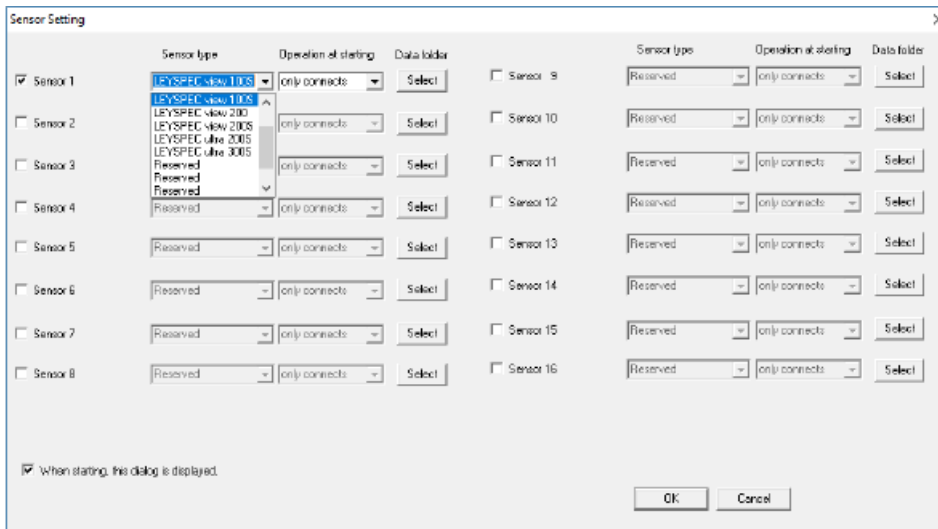 Sensor Setting
Sensor type Operation at starting Data folder
Sensor 1 LEYSPEC view 100S only connects Select
LEYSPEC view 100S
LEYSPEC view 200
LEYSPEC view 200S
LEYSPEC ultra 200S
LEYSPEC ultra 300S
Reserved
Reserved
Reserved
Sensor 2 only connects Select
Sensor 3 only connects Select
Sensor 4 Reserved only connects Select
Sensor 5 Reserved only connects Select
Sensor 6 Reserved only connects Select
Sensor 7 Reserved only connects Select
Sensor 8 Reserved only connects Select
Sensor type Operation at starting Data folder
Sensor 9 Reserved only connects Select
Sensor 10 Reserved only connects Select
Sensor 11 Reserved only connects Select
Sensor 12 Reserved only connects Select
Sensor 13 Reserved only connects Select
Sensor 14 Reserved only connects Select
Sensor 15 Reserved only connects Select
Sensor 16 Reserved only connects Select
When starting, this dialog is displayed.
OK Cancel